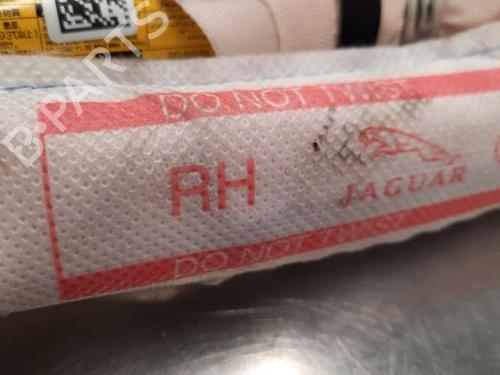 DO NOT TWIST
RH
JAGUAR
DO NOT TWIST
B-PARTS